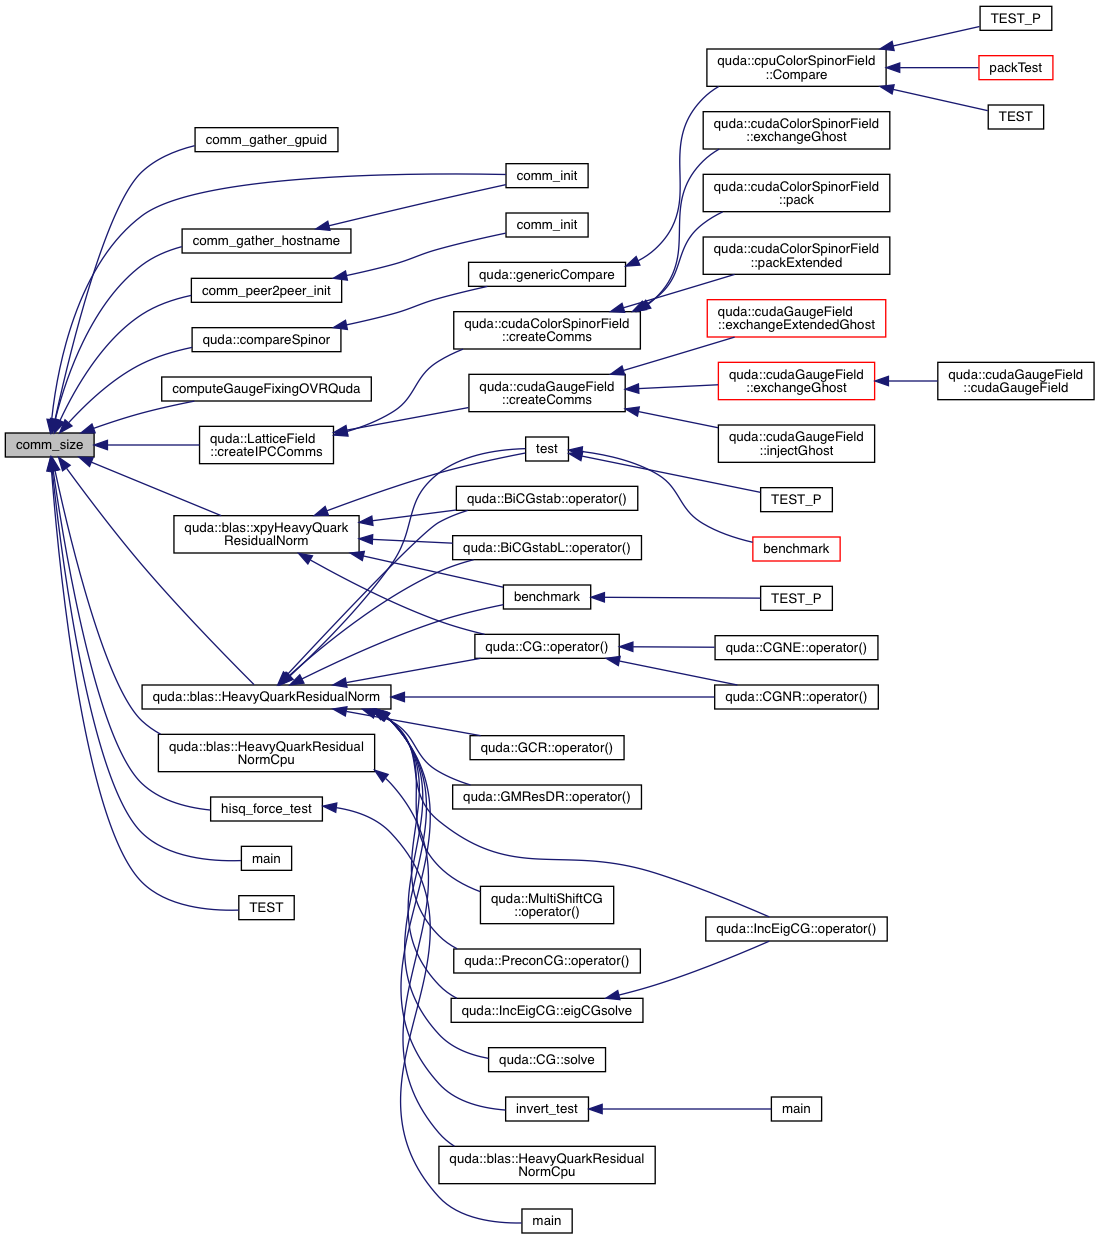 TEST_P
quda::cpuColorSpinorField
::Compare
packTest
TEST
quda::cudaColorSpinorField
::exchangeGhost
comm_gather_gpuid
comm_init
quda::cudaColorSpinorField
::pack
comm_init
comm_gather_hostname
quda::cudaColorSpinorField
::packExtended
quda::genericCompare
comm_peer2peer_init
quda::cudaGaugeField
::exchangeExtendedGhost
quda::cudaColorSpinorField
::createComms
quda::compareSpinor
quda::cudaGaugeField
::exchangeGhost
quda::cudaGaugeField
::cudaGaugeField
computeGaugeFixingOVRQuda
quda::cudaGaugeField
::createComms
comm_size
quda::LatticeField
::createIPCComms
quda::cudaGaugeField
::injectGhost
test
quda::BiCGstab::operator()
TEST_P
quda::blas::xpyHeavyQuark
ResidualNorm
quda::BiCGstabL::operator()
benchmark
benchmark
TEST_P
quda::CG::operator()
quda::CGNE::operator()
quda::blas::HeavyQuarkResidualNorm
quda::CGNR::operator()
quda::blas::HeavyQuarkResidual
NormCpu
quda::GCR::operator()
quda::GMResDR::operator()
hisq_force_test
main
TEST
quda::MultiShiftCG
::operator()
quda::IncEigCG::operator()
quda::PreconCG::operator()
quda::IncEigCG::eigCGsolve
quda::CG::solve
invert_test
main
quda::blas::HeavyQuarkResidual
NormCpu
main